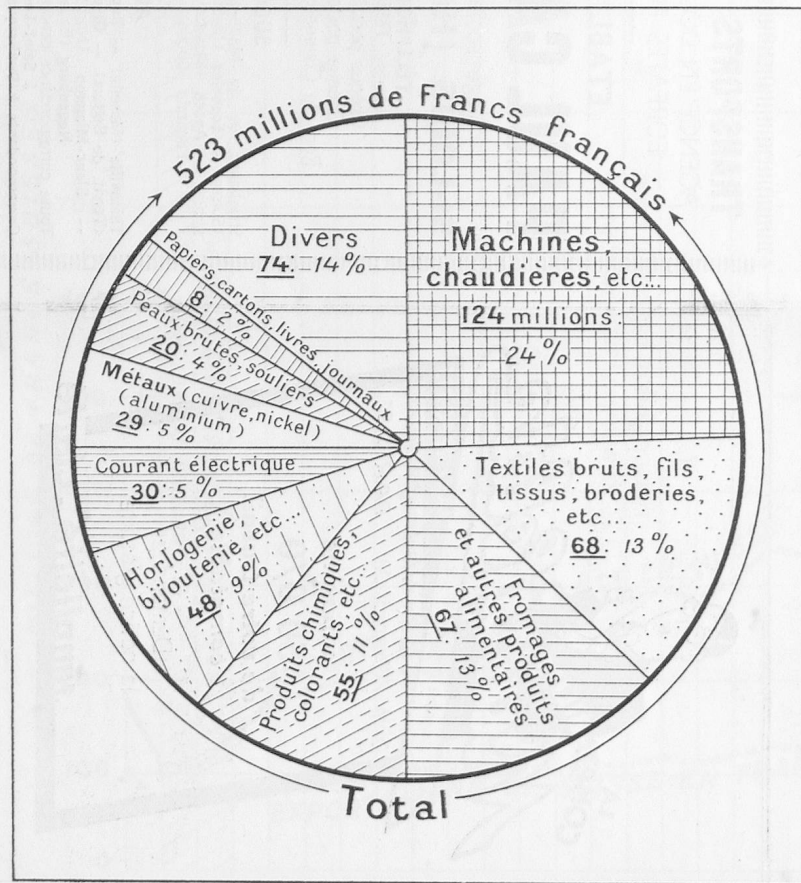 523 millions de Francs français
Machines,
chaudières, etc...
124 millions:
24 %
Textiles bruts, fils,
tissus, broderies,
etc...
68. 13 %
Fromages
et autres produits
alimentaires
67. 13 %
Produits chimiques,
colorants, etc.
55. 11 %
Horlogerie,
bijouterie, etc...
48. 9 %
Courant électrique
30:5 %
Métaux (cuivre, nickel)
(aluminium)
29:5 %
Peaux brutes, souliers
20:4 %
Papiers, cartons, livres, journaux
8: 2 %
Divers
74. 14 %
Total